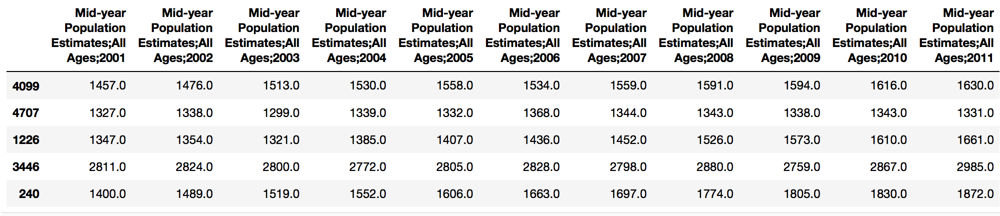 Mid-year Mid-year Mid-year Mid-year Mid-year Mid-year Mid-year Mid-year Mid-year Mid-year Mid-year
Population Population Population Population Population Population Population Population Population Population Population
Estimates;All Estimates;All Estimates;All Estimates;All Estimates;All Estimates;All Estimates;All Estimates;All Estimates;All Estimates;All Estimates;All
Ages;2001 Ages;2002 Ages;2003 Ages;2004 Ages;2005 Ages;2006 Ages;2007 Ages;2008 Ages;2009 Ages;2010 Ages;2011
4099 1457.0 1476.0 1513.0 1530.0 1558.0 1534.0 1559.0 1591.0 1594.0 1616.0 1630.0
4707 1327.0 1338.0 1299.0 1339.0 1332.0 1368.0 1344.0 1343.0 1338.0 1343.0 1331.0
1226 1347.0 1354.0 1321.0 1385.0 1407.0 1436.0 1452.0 1526.0 1573.0 1610.0 1661.0
3446 2811.0 2824.0 2800.0 2772.0 2805.0 2828.0 2798.0 2880.0 2759.0 2867.0 2985.0
240 1400.0 1489.0 1519.0 1552.0 1606.0 1663.0 1697.0 1774.0 1805.0 1830.0 1872.0